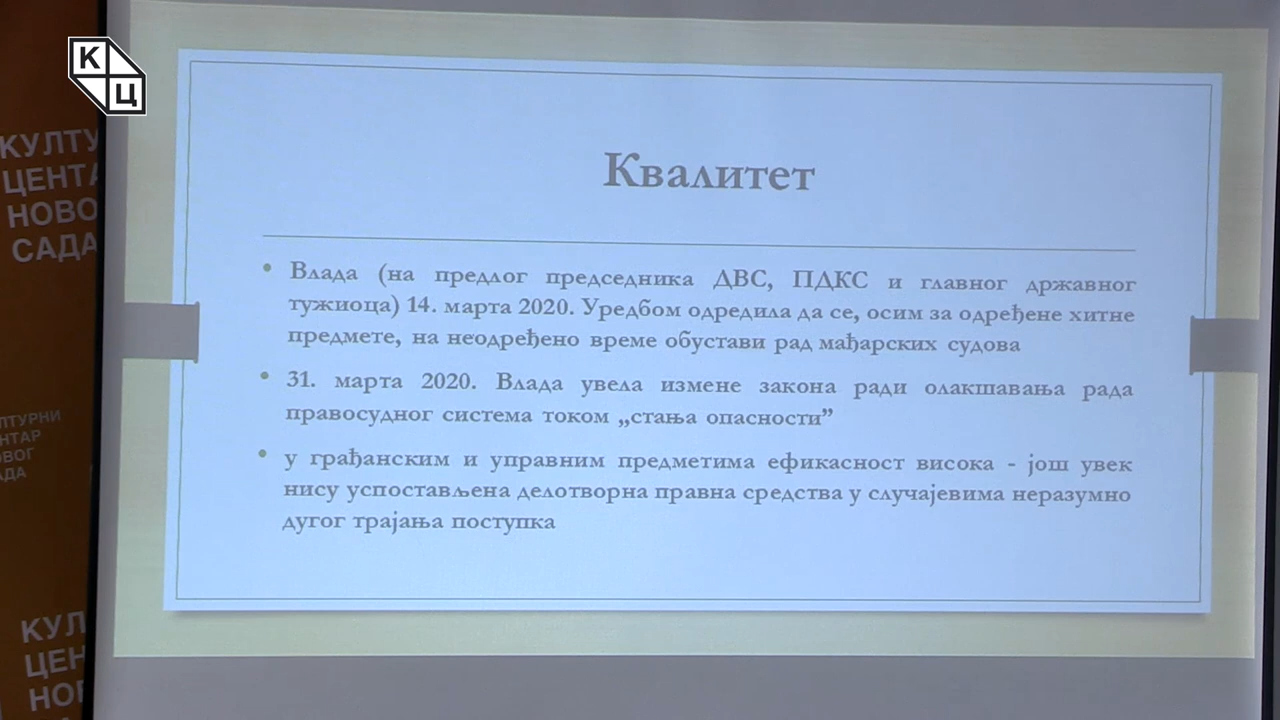 К
Ц
КУЛТУ
ЦЕНТА
НОВО
САДА
Квалитет
• Влада (на предлог председника ДВС, ПДКС и главног државног
тужиоца) 14. марта 2020. Уредбом одредила да се, осим за одређене хитне
предмете, на неодређено време обустави рад мађарских судова
• 31. марта 2020. Влада увела измене закона ради олакшавања рада
правосудног система током „стања опасности”
• у грађанским и управним предметима ефикасност висока - још увек
нису успостављена делотворна правна средства у случајевима неразумно
дугог трајања поступка
ЛТУРНИ
НТАР
ОВОГ
АДА
КУЛ
ЦЕН
НОВ